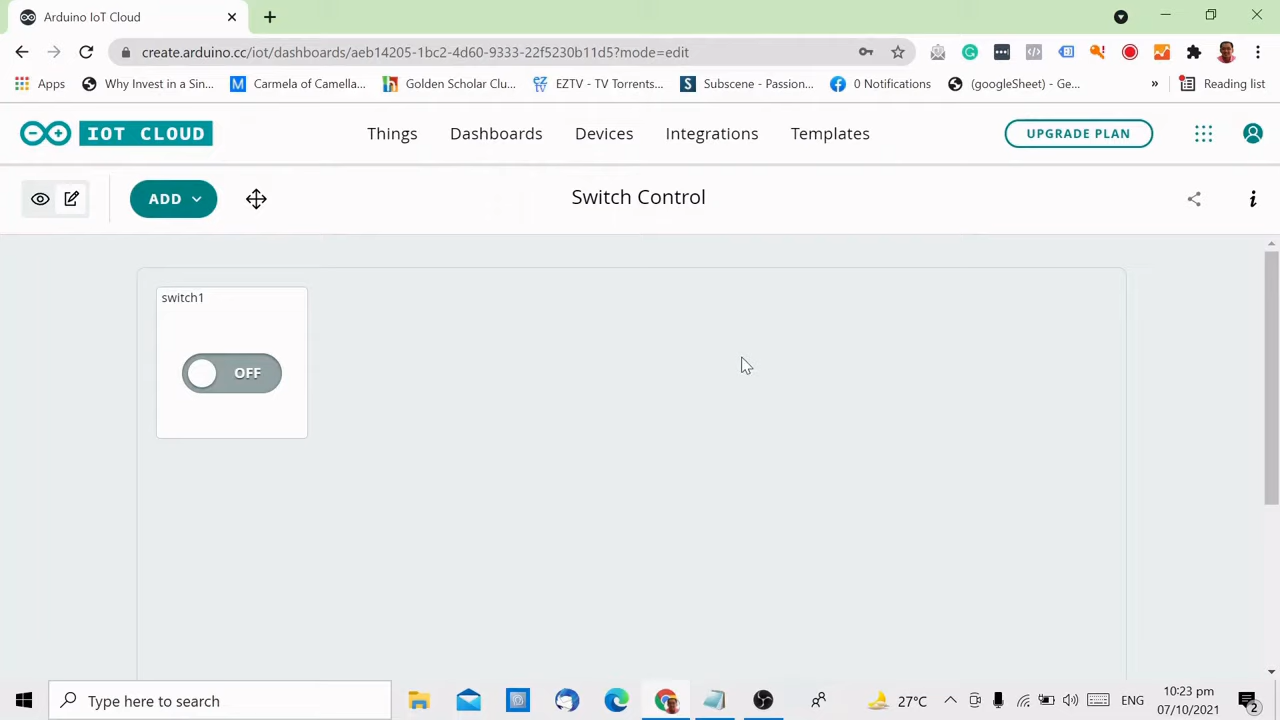 Arduino IoT Cloud
create.arduino.cc/iot/dashboards/aeb14205-1bc2-4d60-9333-22f5230b11d5?mode=edit
Apps Why Invest in a Sin... M Carmela of Camella... h Golden Scholar Clu... EZTV - TV Torrents... S Subscene - Passion... 0 Notifications (googleSheet) - Ge... » Reading list
IOT CLOUD Things Dashboards Devices Integrations Templates UPGRADE PLAN
ADD Switch Control
switch1
OFF
Type here to search 27°C ENG 10:23 pm
07/10/2021 2